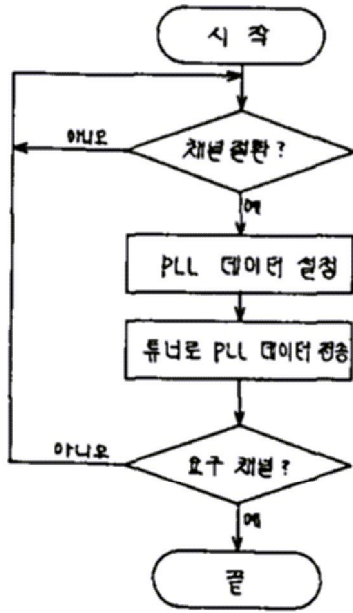 시 작
채널 절환 ?
아니오
예
PLL 데이터 설정
튜너로 PLL 데이터 전송
요구 채널 ?
아니오
예
끝